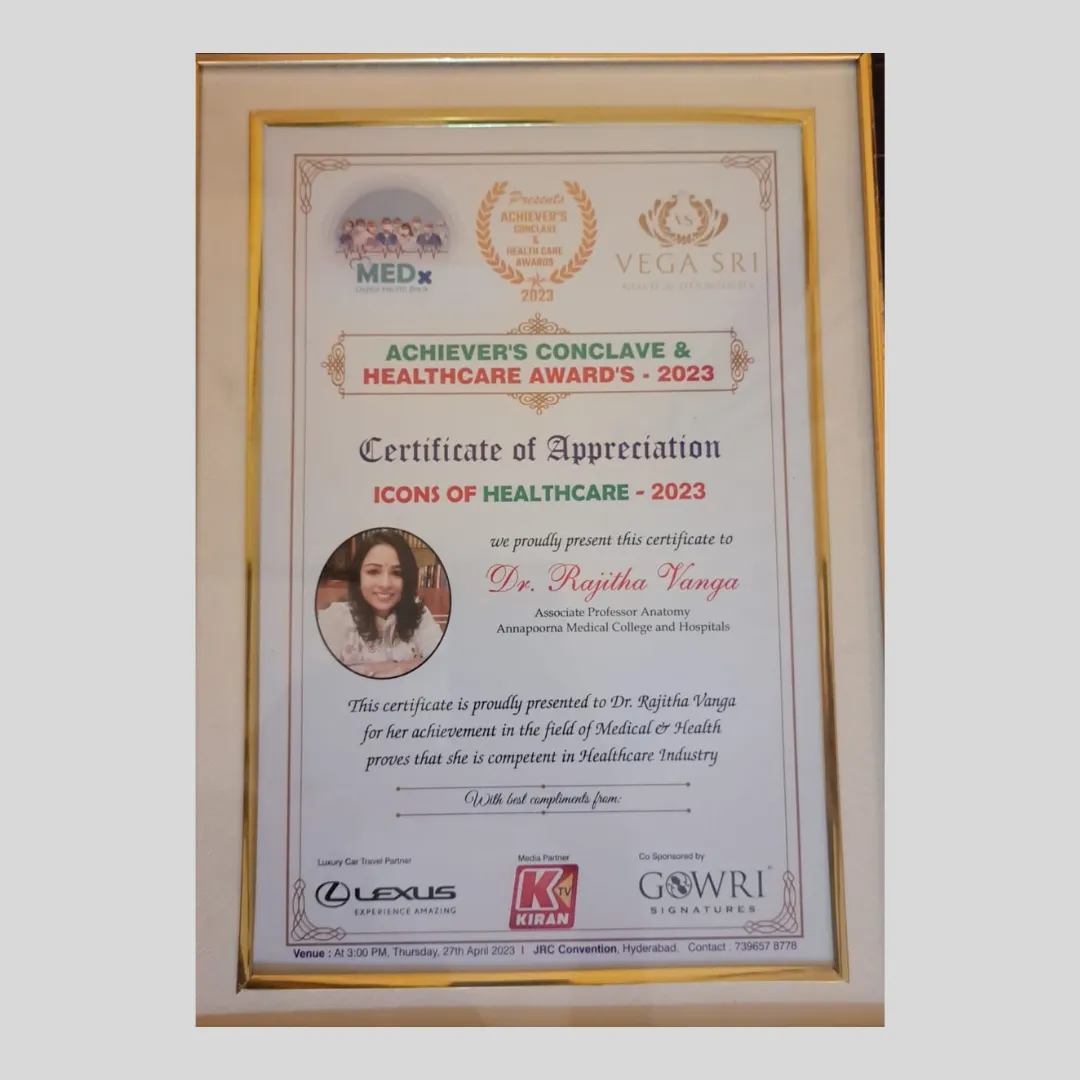 MEDx
Digital Health Book
Presents
ACHIEVER'S
CONCLAVE
&
HEALTH CARE
AWARDS
2023
VS
VEGA SRI
ACHIEVER'S CONCLAVE &
HEALTHCARE AWARD'S - 2023
Certificate of Appreciation
ICONS OF HEALTHCARE - 2023
we proudly present this certificate to
Dr. Rajitha Vanga
Associate Professor Anatomy
Annapoorna Medical College and Hospitals
This certificate is proudly presented to Dr. Rajitha Vanga
for her achievement in the field of Medical & Health
proves that she is competent in Healthcare Industry
With best compliments from:
Luxury Car Travel Partner
LEXUS
EXPERIENCE AMAZING
Media Partner
K TV
KIRAN
Co Sponsored by
GOWRI
SIGNATURES
Venue : At 3:00 PM, Thursday, 27th April 2023 I JRC Convention, Hyderabad. Contact : 739657 8778